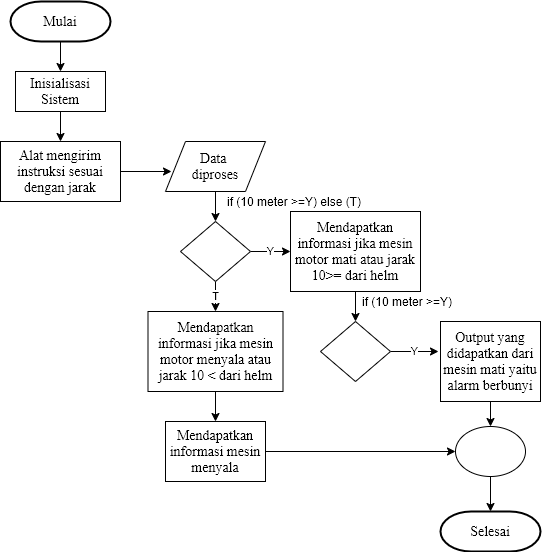 Mulai
Inisialisasi
Sistem
Alat mengirim
instruksi sesuai
dengan jarak
Data
diproses
if (10 meter >=Y) else (T)
Y
Mendapatkan
informasi jika mesin
motor mati atau jarak
10>= dari helm
T
if (10 meter >=Y)
Mendapatkan
informasi jika mesin
motor menyala atau
jarak 10 < dari helm
Y
Output yang
didapatkan dari
mesin mati yaitu
alarm berbunyi
Mendapatkan
informasi mesin
menyala
Selesai